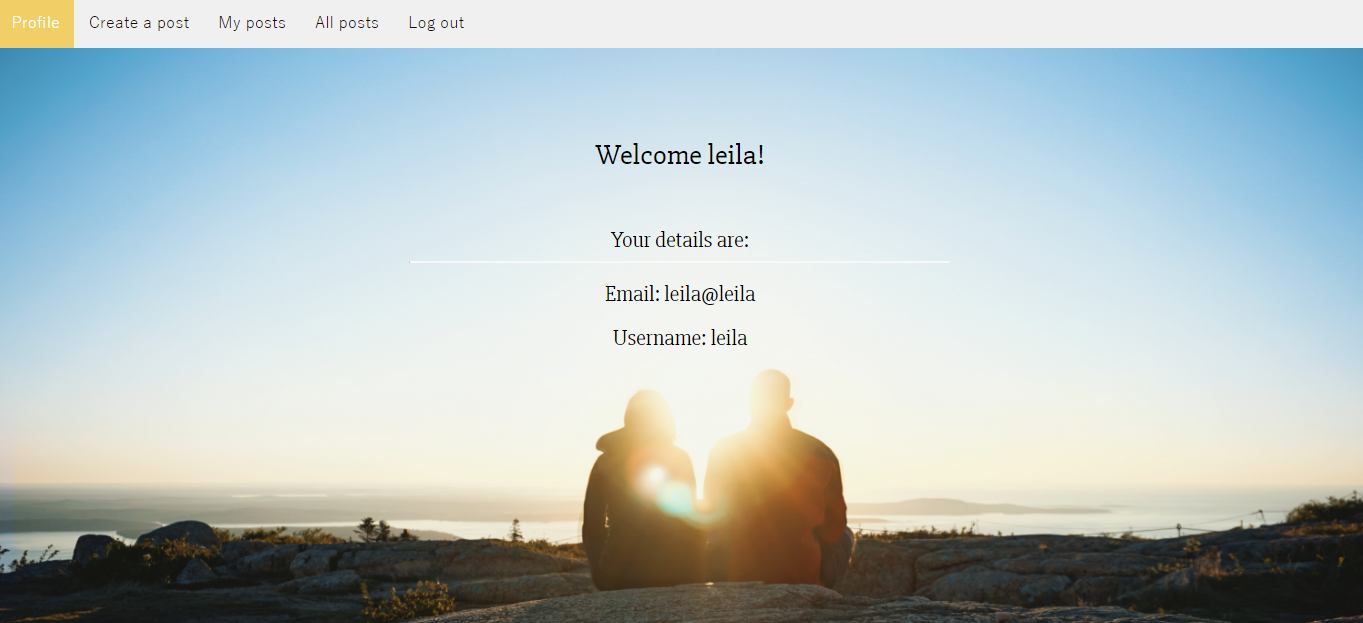 Profile Create a post My posts All posts Log out
Welcome leila!
Your details are:
Email: leila@leila
Username: leila